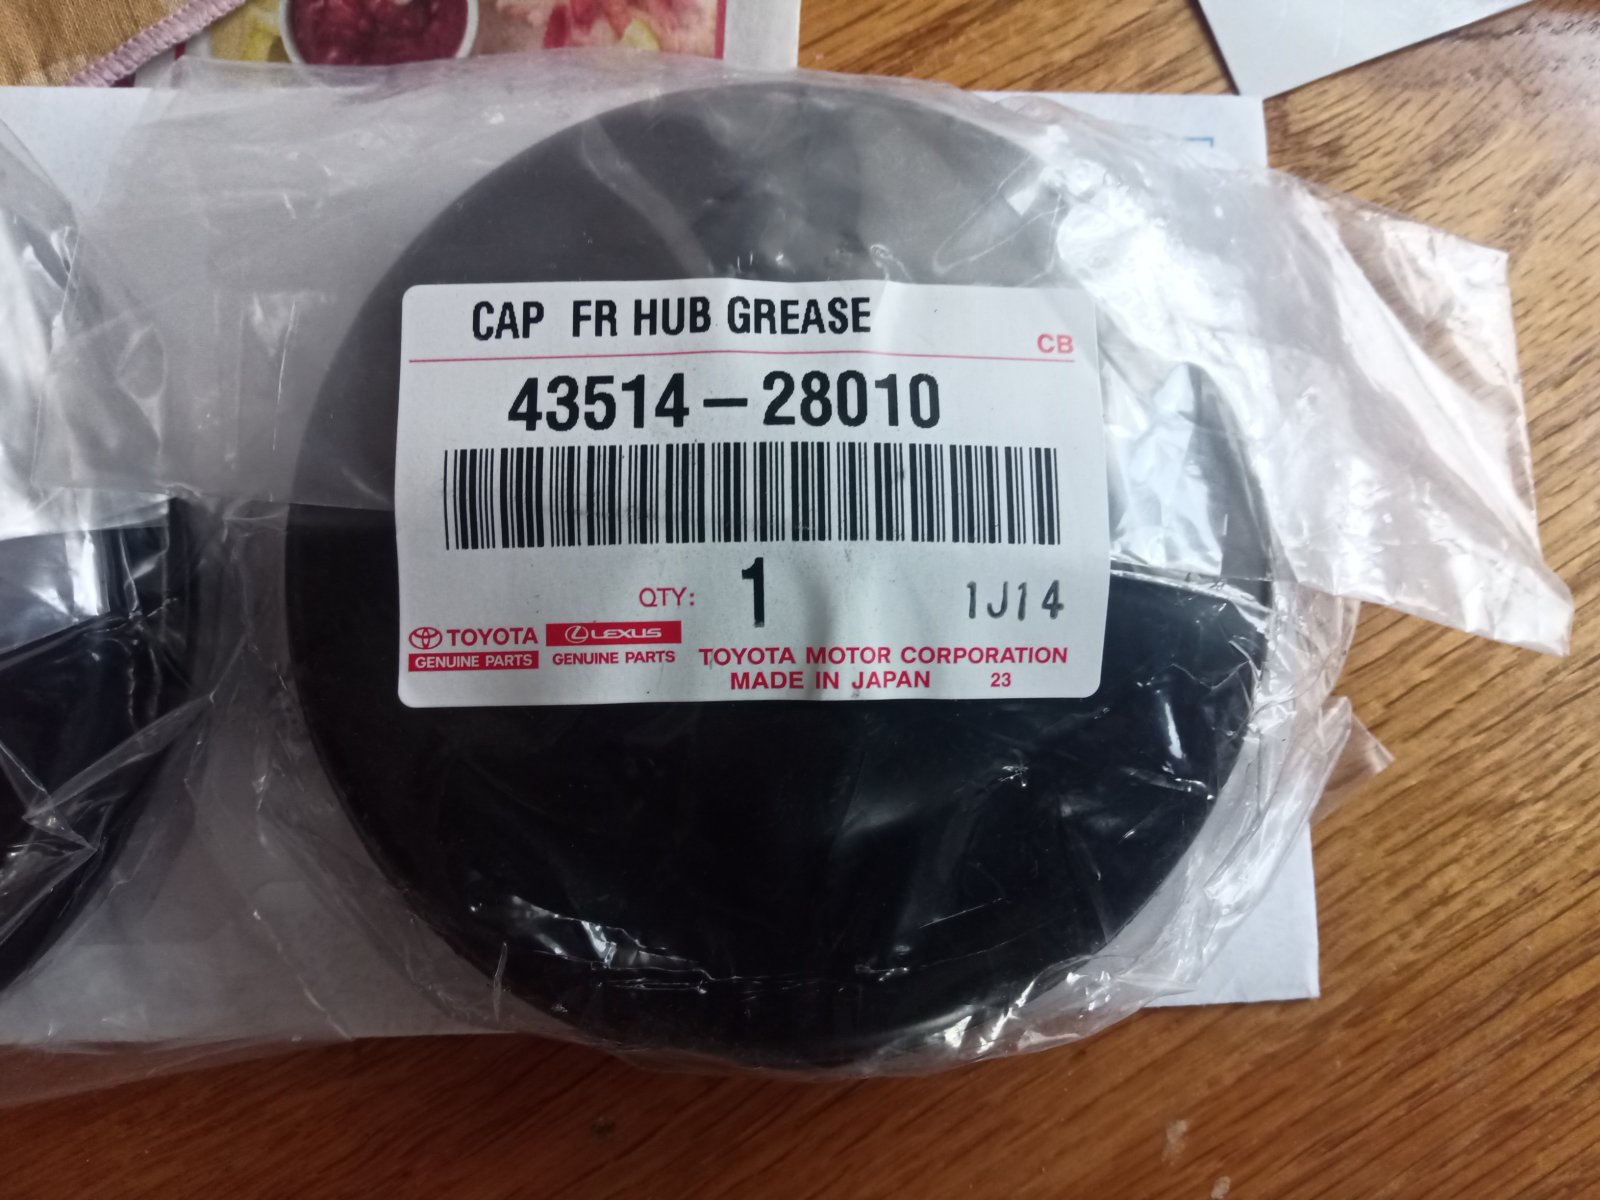 CAP FR HUB GREASE
CB
43514-28010
QTY: 1
1J14
TOYOTA
GENUINE PARTS
LEXUS
GENUINE PARTS
TOYOTA MOTOR CORPORATION
MADE IN JAPAN 23